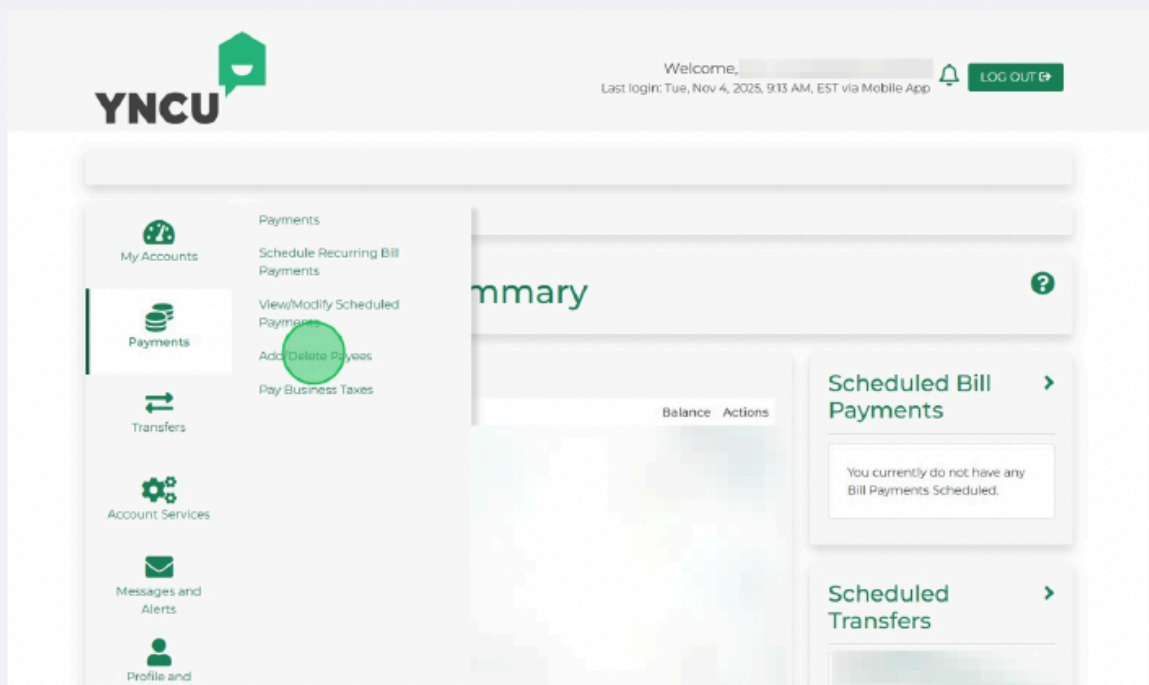 YNCU
Welcome,
Last login: Tue, Nov 4, 2025, 9:13 AM, EST via Mobile App
LOG OUT
My Accounts
Payments
Transfers
Account Services
Messages and
Alerts
Profile and
Payments
Schedule Recurring Bill
Payments
View/Modify Scheduled
Payments
Add/Delete Payees
Pay Business Taxes
mmary
Balance Actions
Scheduled Bill
Payments
You currently do not have any
Bill Payments Scheduled.
Scheduled
Transfers